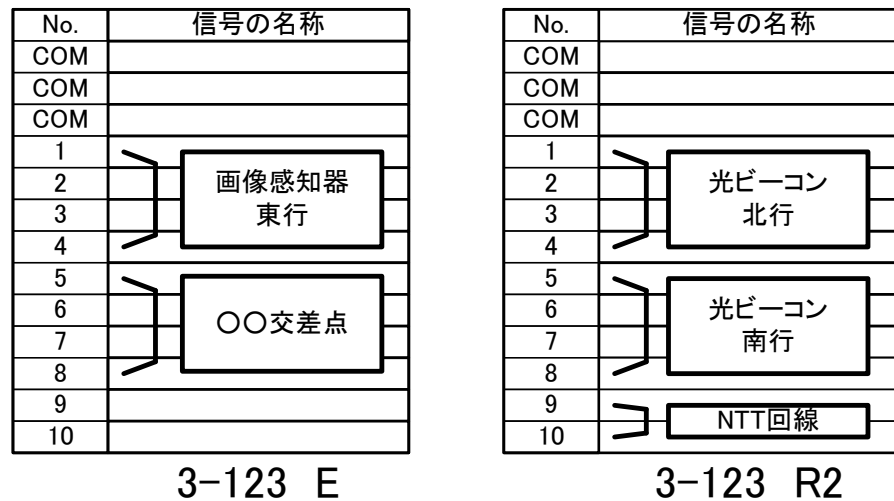 No. 信号の名称
COM
COM
COM
1
2
3
4
5
6
7
8
9
10
画像感知器
東行
〇〇交差点
3-123 E
No. 信号の名称
COM
COM
COM
1
2
3
4
5
6
7
8
9
10
光ビーコン
北行
光ビーコン
南行
NTT回線
3-123 R2